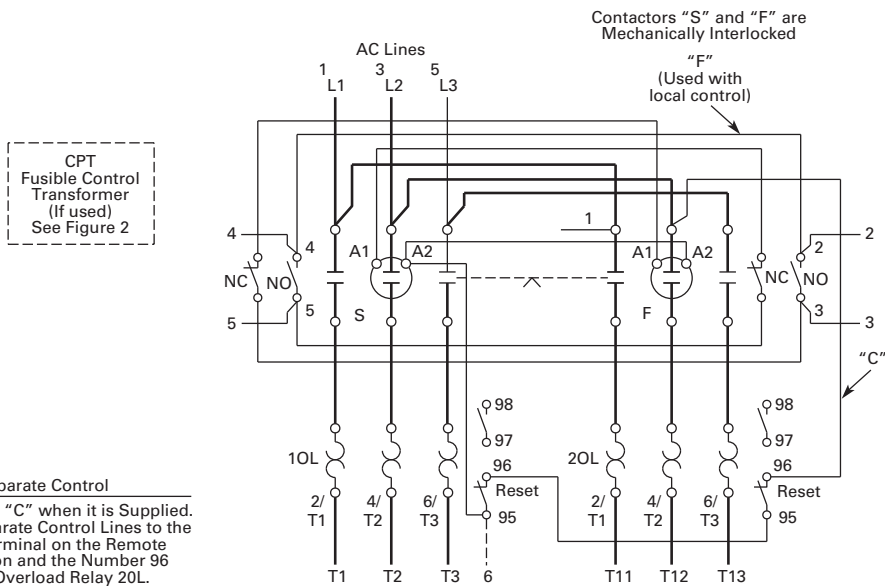 Contactors “S” and “F” are
Mechanically Interlocked
“F”
(Used with
local control)
AC Lines
1 3 5
L1 L2 L3
CPT
Fusible Control
Transformer
(If used)
See Figure 2
1
4 4 A1 A2 A1 A2 2 2
NC NO NC NO
5 5 S F 3 3
“C”
98 98
97 97
1OL 96 2OL 96
Reset Reset
2/ 4/ 6/ 95 2/ 4/ 6/ 95
T1 T2 T3 T1 T2 T3
T1 T2 T3 6 T11 T12 T13
parate Control
“C” when it is Supplied.
arate Control Lines to the
rminal on the Remote
on and the Number 96
Overload Relay 20L.